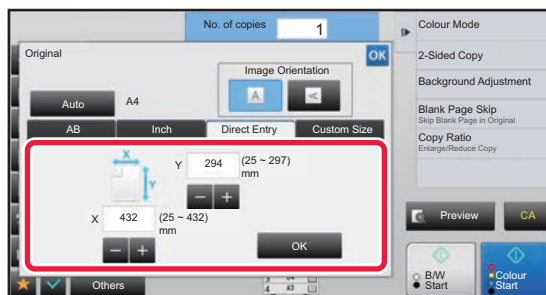 No. of copies
1
Colour Mode
Original
OK
2-Sided Copy
Image Orientation
Background Adjustment
A
A
Auto
A4
Blank Page Skip
Skip Blank Page in Original
AB
Inch
Direct Entry
Custom Size
Copy Ratio
Enlarge/Reduce Copy
X
Y
Y
294
(25 ~ 297)
mm
X
432
(25 ~ 432)
mm
OK
Preview
CA
Others
A3
B/W
Start
Colour
Start